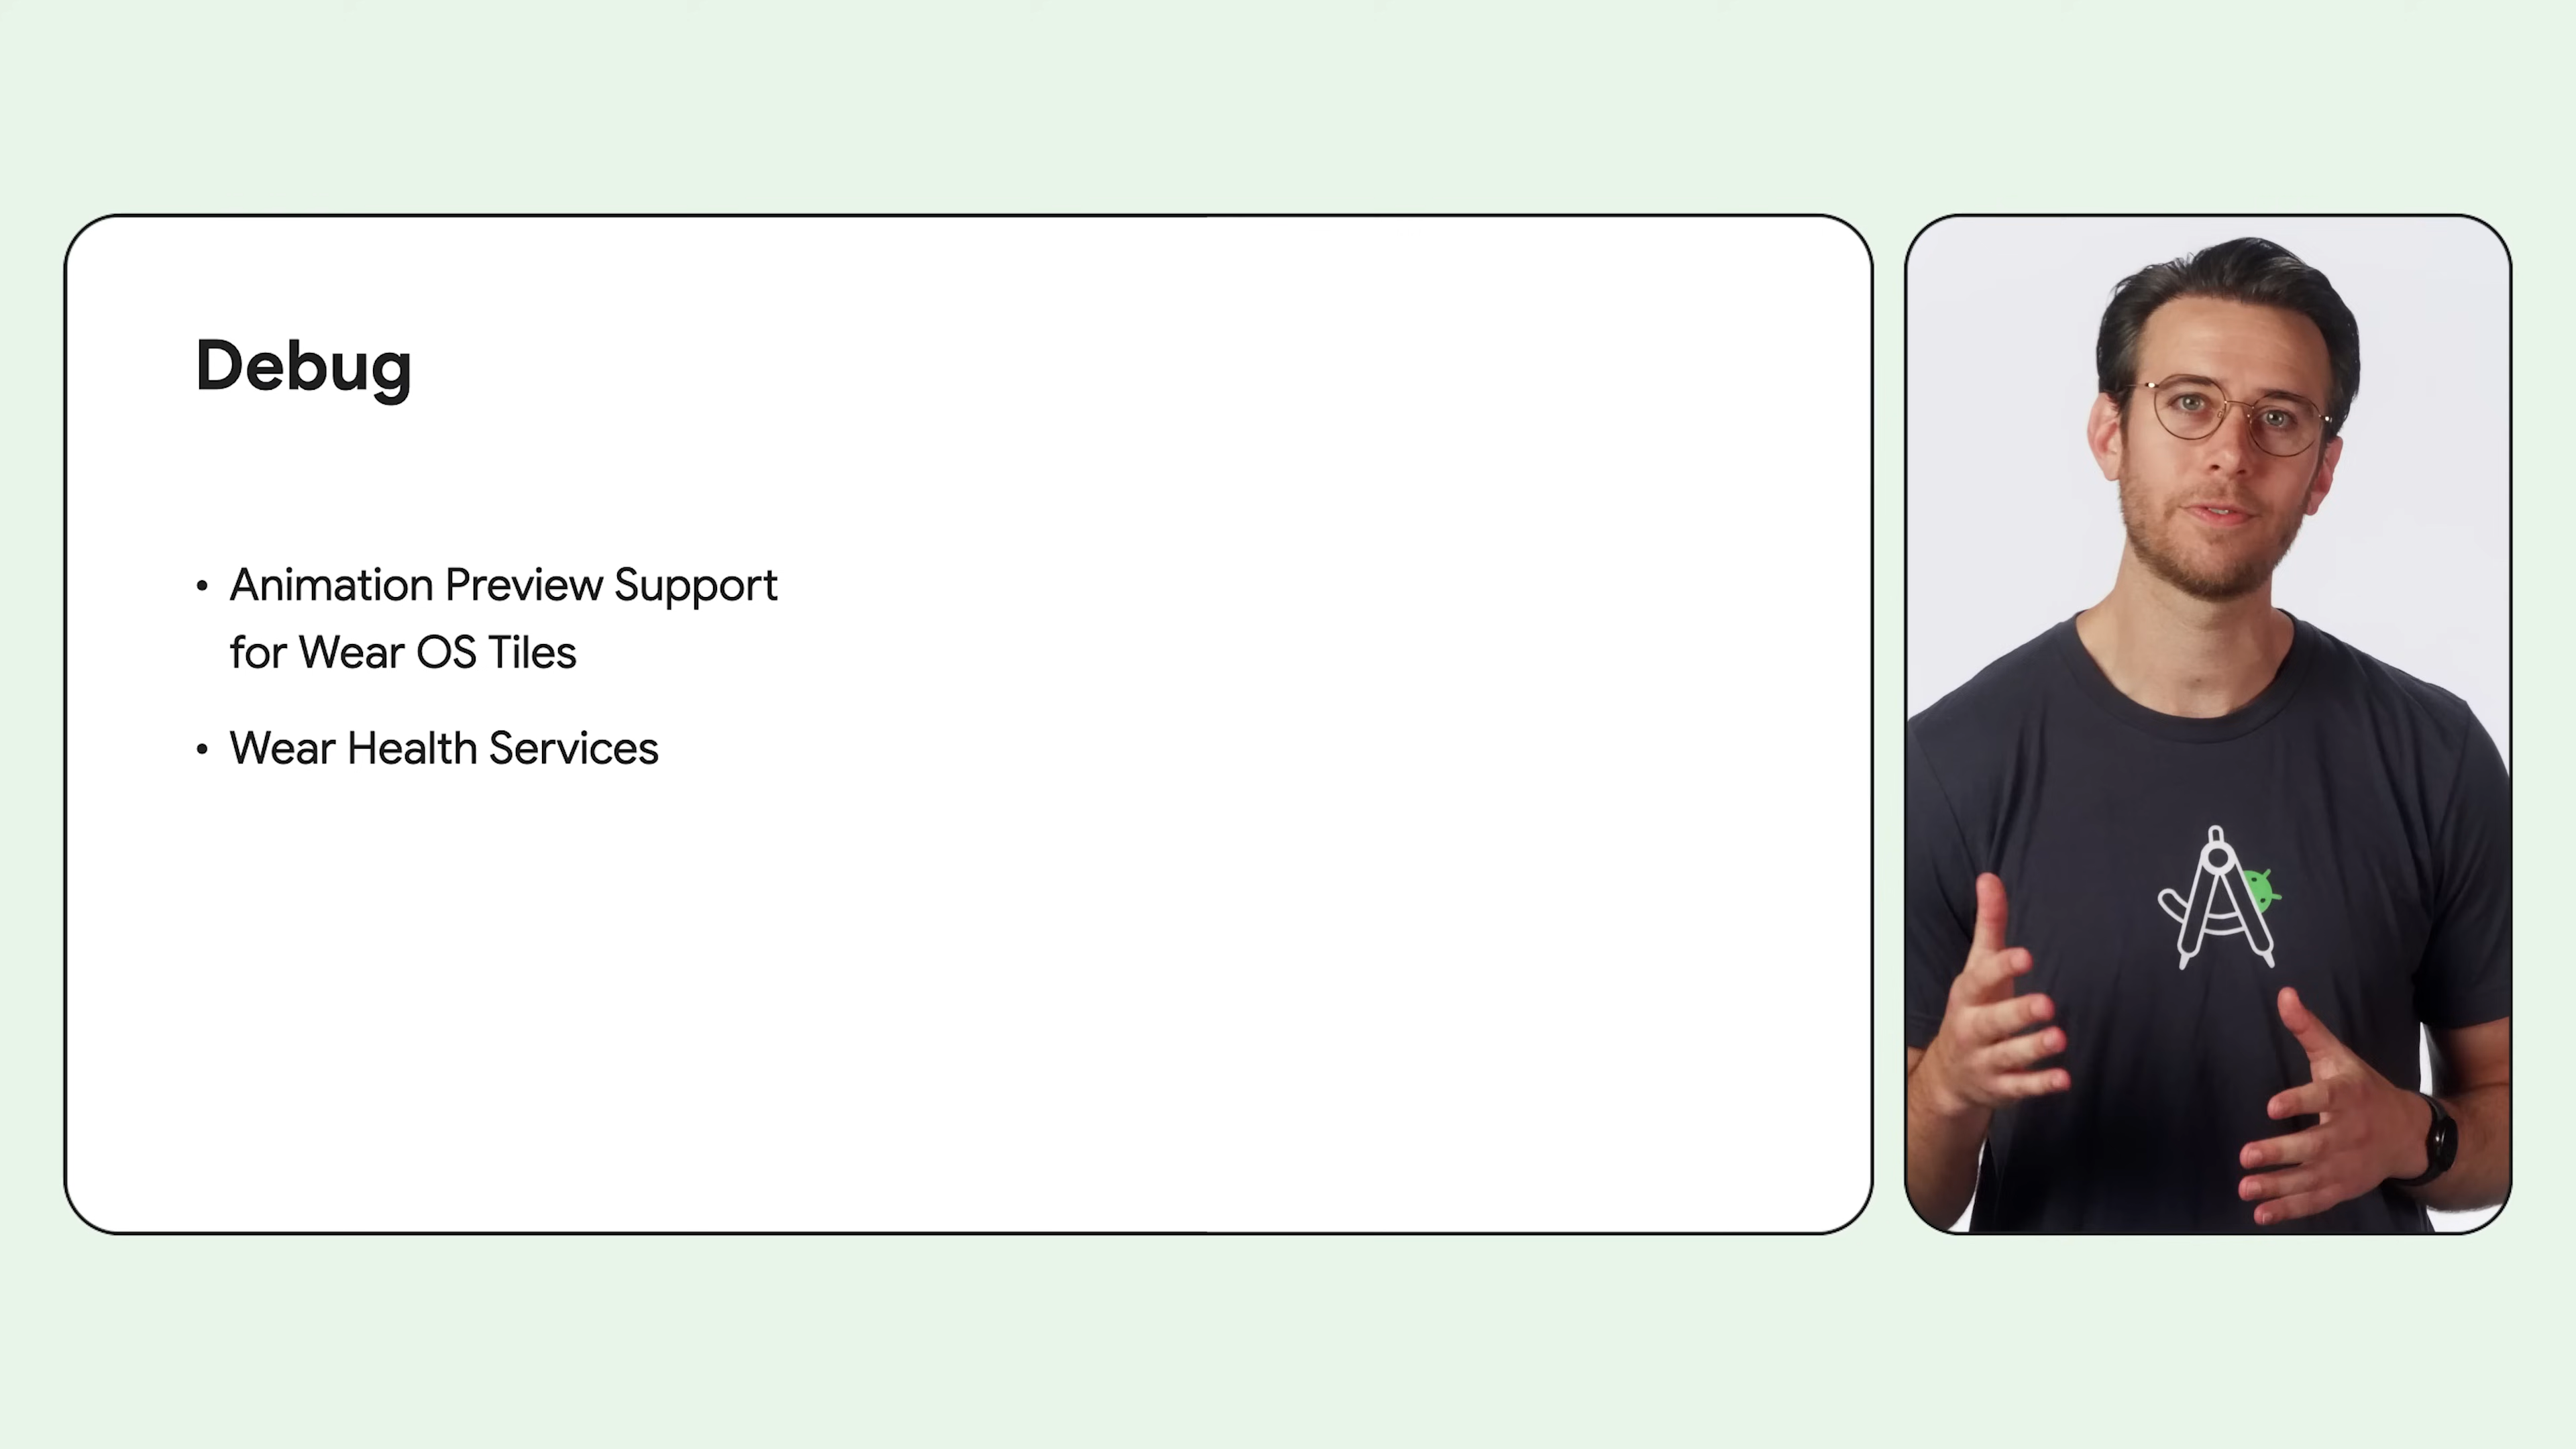 Debug
• Animation Preview Support
for Wear OS Tiles
• Wear Health Services